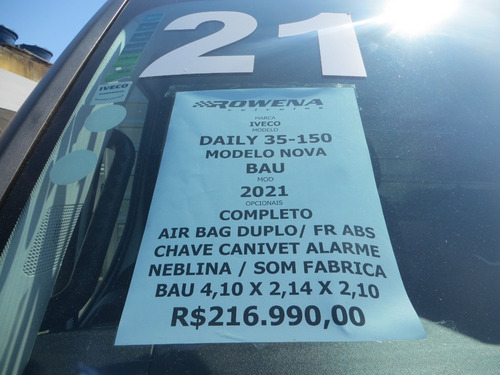 21
IVECO
ROWENA
MARCA
IVECO
MODELO
DAILY 35-150
MODELO NOVA
BAU
MOD
2021
OPCIONAIS
COMPLETO
AIR BAG DUPLO/ FR ABS
CHAVE CANIVET ALARME
NEBLINA / SOM FABRICA
BAU 4,10 X 2,14 X 2,10
R$216.990,00